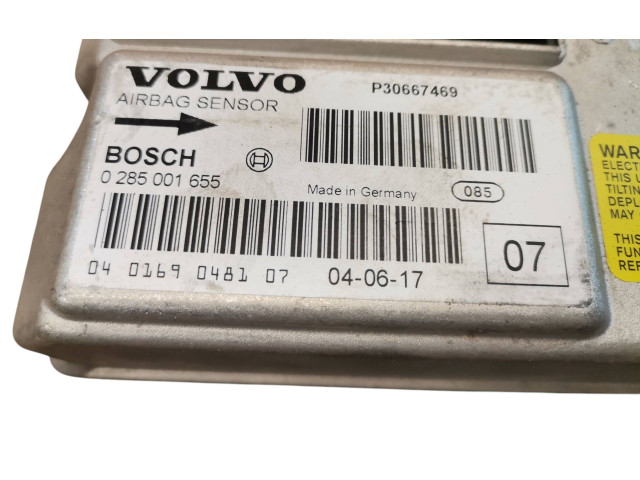 VOLVO
P30667469
AIRBAG SENSOR
BOSCH
0 285 001 655
Made in Germany
085
04 0169 0481 07
04-06-17
07
WAR
ELECT
THIS U
TILTIN
DEPL
MAY
THIS
FUN
REF